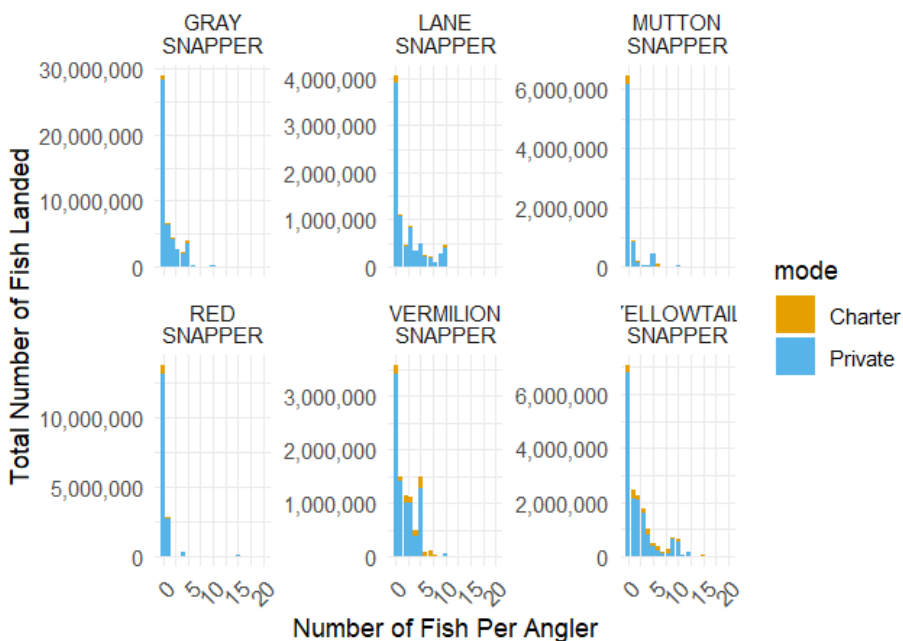 GRAY
SNAPPER
LANE
SNAPPER
MUTTON
SNAPPER
30,000,000
20,000,000
10,000,000
0
4,000,000
3,000,000
2,000,000
1,000,000
0
6,000,000
4,000,000
2,000,000
0
RED
SNAPPER
VERMILION
SNAPPER
ELLOWTAIL
SNAPPER
10,000,000
5,000,000
0
3,000,000
2,000,000
1,000,000
0
6,000,000
4,000,000
2,000,000
0
0 5 10 15 20
0 5 10 15 20
0 5 10 15 20
Number of Fish Per Angler
Total Number of Fish Landed
mode
Charter
Private